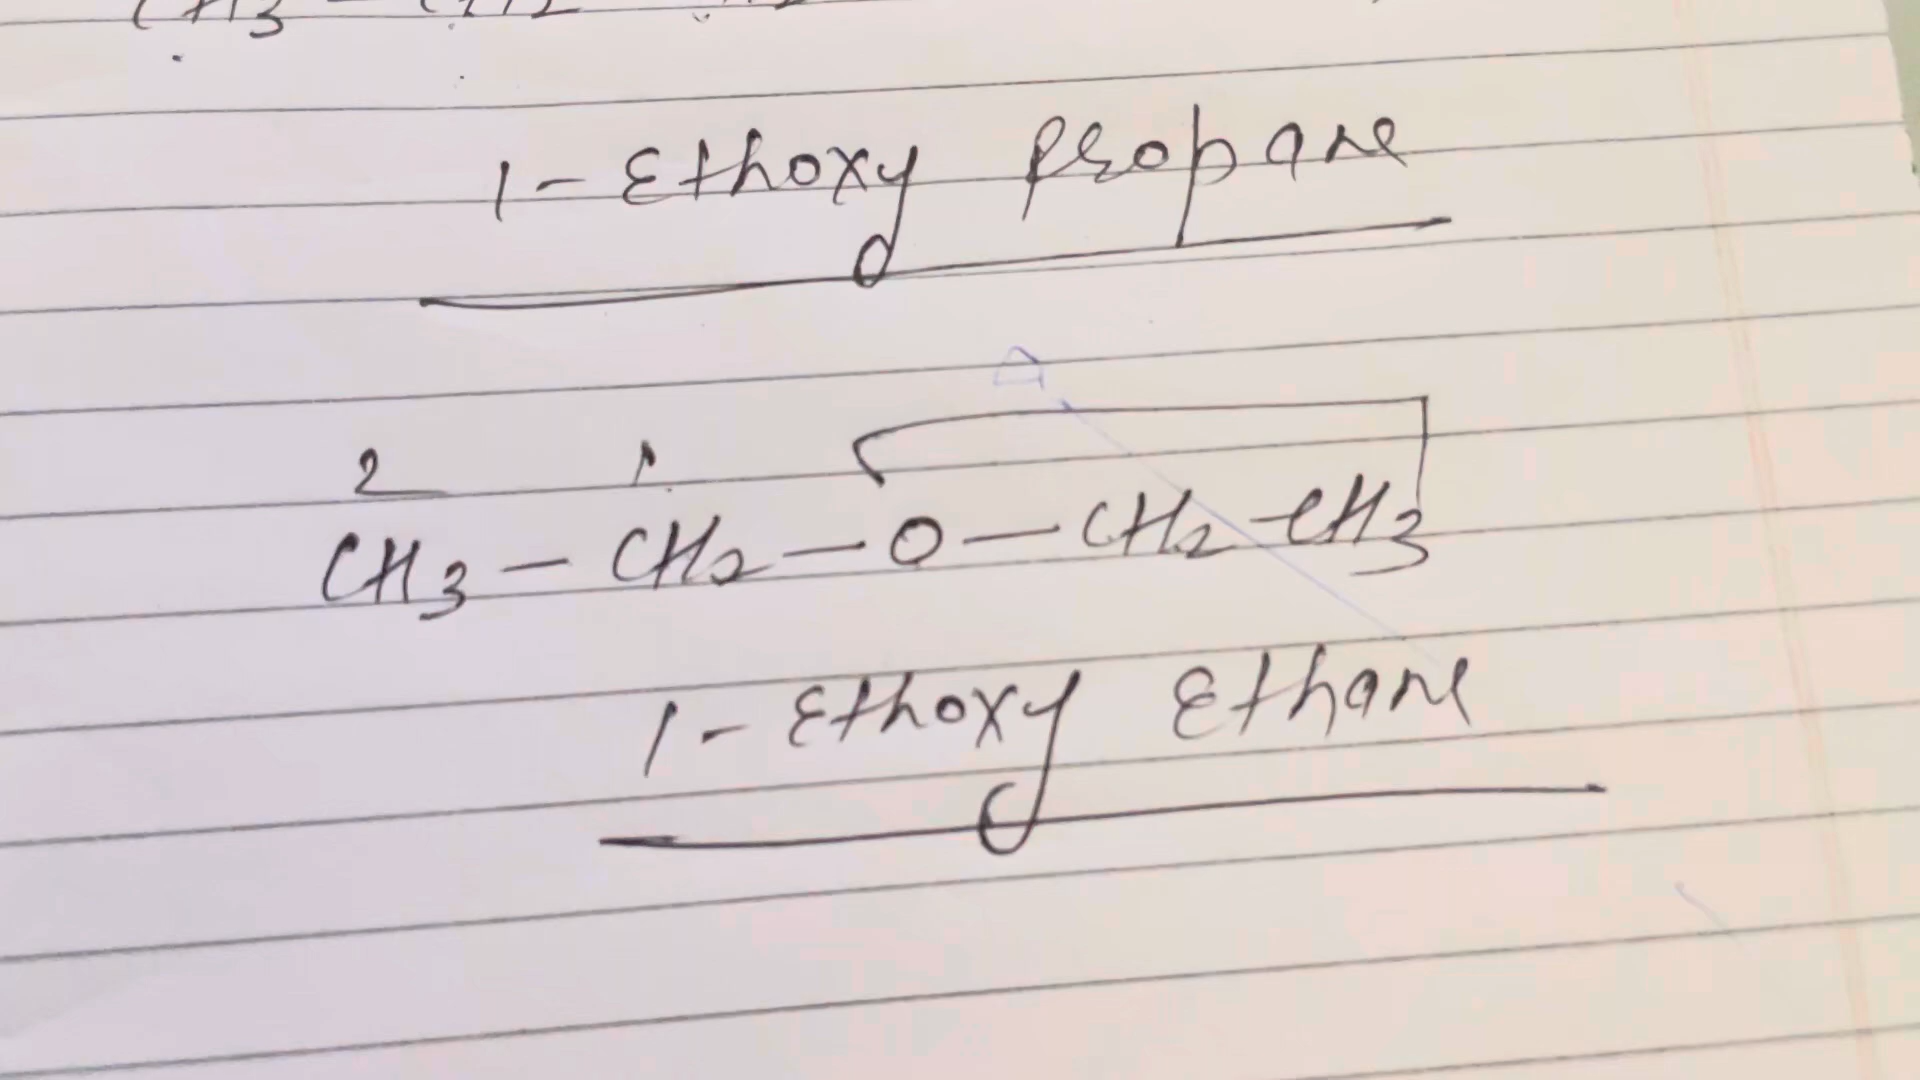 1- Ethoxy Propane
2 1
CH3 - CH2 - O - CH2 - CH3
1- Ethoxy Ethane